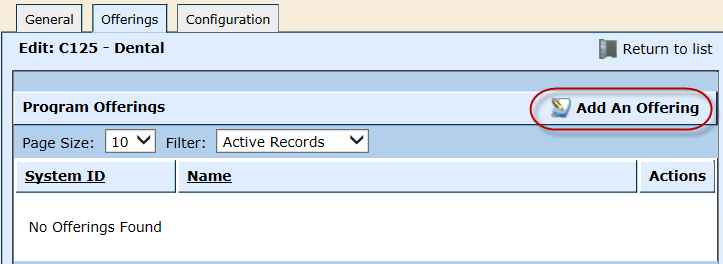 General Offerings Configuration
Edit: C125 - Dental Return to list
Program Offerings Add An Offering
Page Size: 10 Filter: Active Records
System ID Name Actions
No Offerings Found